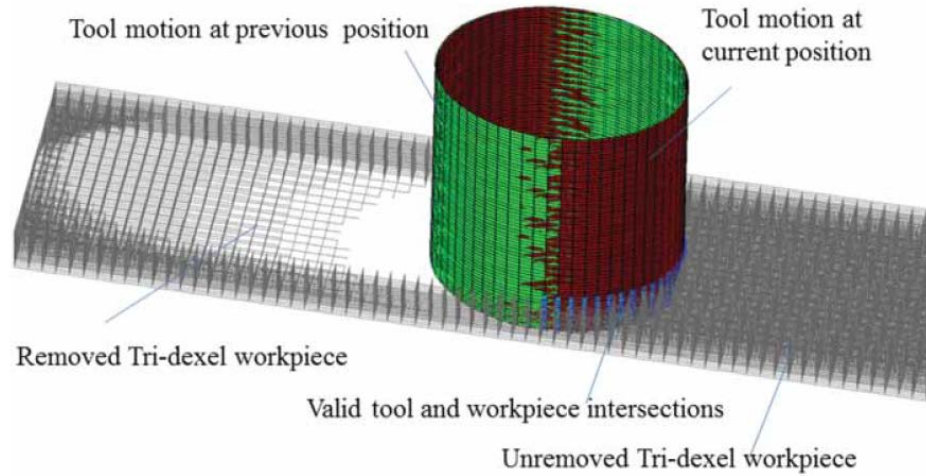 Tool motion at previous position
Tool motion at
current position
Removed Tri-dexel workpiece
Valid tool and workpiece intersections
Unremoved Tri-dexel workpiece